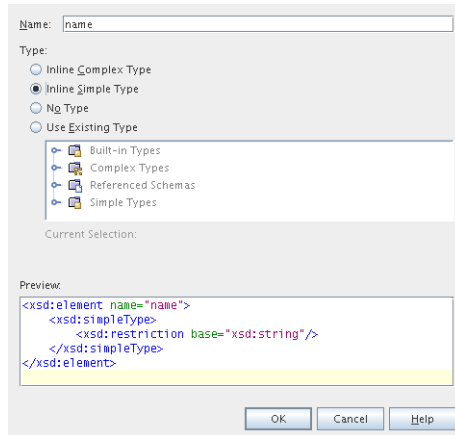 Name: name
Type:
Inline Complex Type
Inline Simple Type
No Type
Use Existing Type
Built-in Types
Complex Types
Referenced Schemas
Simple Types
Current Selection:
Preview:
<xsd:element name="name">
    <xsd:simpleType>
        <xsd:restriction base="xsd:string"/>
    </xsd:simpleType>
</xsd:element>
OK Cancel Help